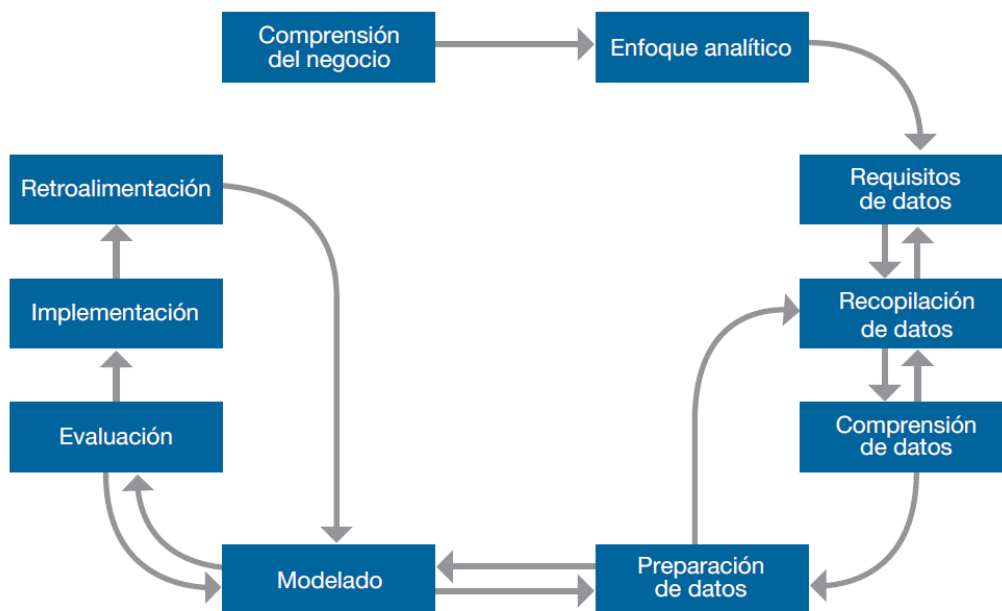 Comprensión
del negocio
Enfoque analítico
Requisitos
de datos
Recopilación
de datos
Comprensión
de datos
Preparación
de datos
Modelado
Evaluación
Implementación
Retroalimentación